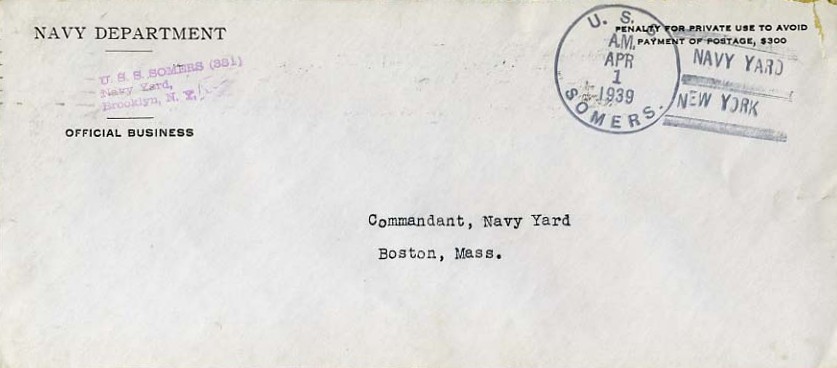 NAVY DEPARTMENT
U. S. S. SOMERS (381)
Navy Yard,
Brooklyn, N. Y.
OFFICIAL BUSINESS
PENALTY FOR PRIVATE USE TO AVOID
PAYMENT OF POSTAGE, $300
U. S. S.
A.M.
APR
1
1939
SOMERS.
NAVY YARD
NEW YORK
Commandant, Navy Yard
Boston, Mass.